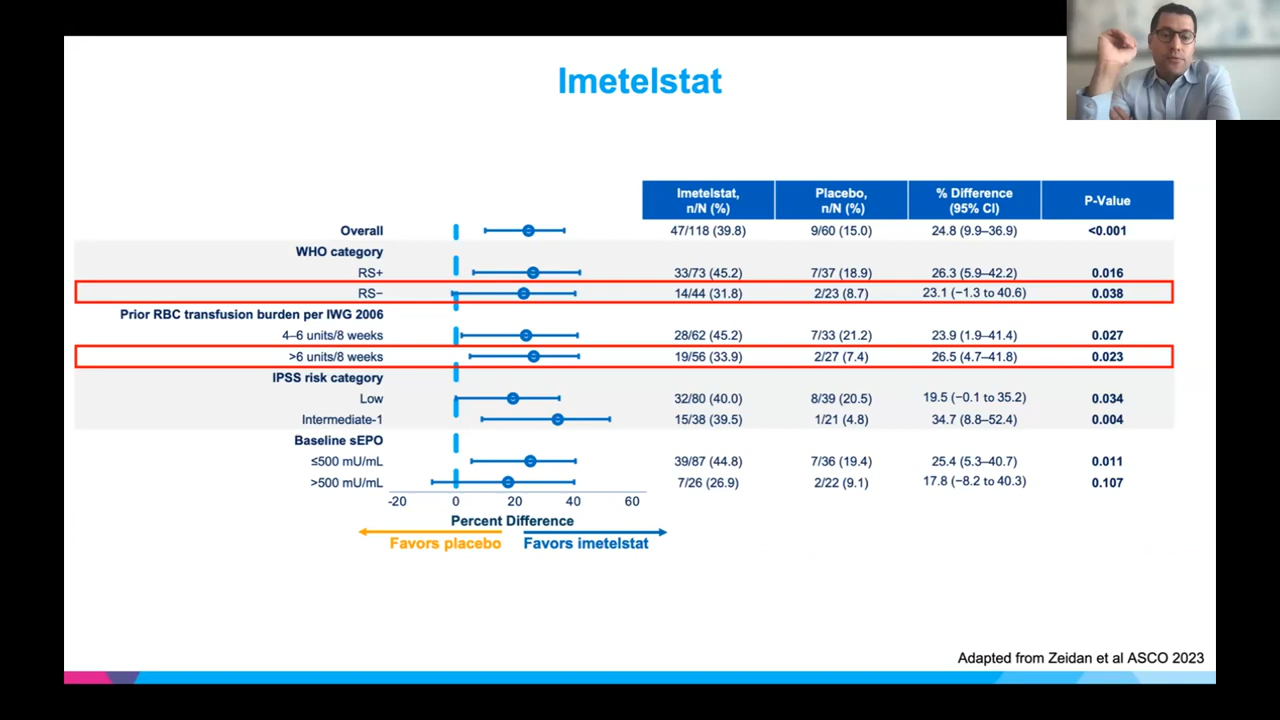 Imetelstat
Imetelstat, n/N (%) Placebo, n/N (%) % Difference (95% CI) P-Value
Overall 47/118 (39.8) 9/60 (15.0) 24.8 (9.9–36.9) <0.001
WHO category
RS+ 33/73 (45.2) 7/37 (18.9) 26.3 (5.9–42.2) 0.016
RS− 14/44 (31.8) 2/23 (8.7) 23.1 (−1.3 to 40.6) 0.038
Prior RBC transfusion burden per IWG 2006
4–6 units/8 weeks 28/62 (45.2) 7/33 (21.2) 23.9 (1.9–41.4) 0.027
>6 units/8 weeks 19/56 (33.9) 2/27 (7.4) 26.5 (4.7–41.8) 0.023
IPSS risk category
Low 32/80 (40.0) 8/39 (20.5) 19.5 (−0.1 to 35.2) 0.034
Intermediate-1 15/38 (39.5) 1/21 (4.8) 34.7 (8.8–52.4) 0.004
Baseline sEPO
≤500 mU/mL 39/87 (44.8) 7/36 (19.4) 25.4 (5.3–40.7) 0.011
>500 mU/mL 7/26 (26.9) 2/22 (9.1) 17.8 (−8.2 to 40.3) 0.107
-20 0 20 40 60
Percent Difference
Favors placebo Favors imetelstat
Adapted from Zeidan et al ASCO 2023